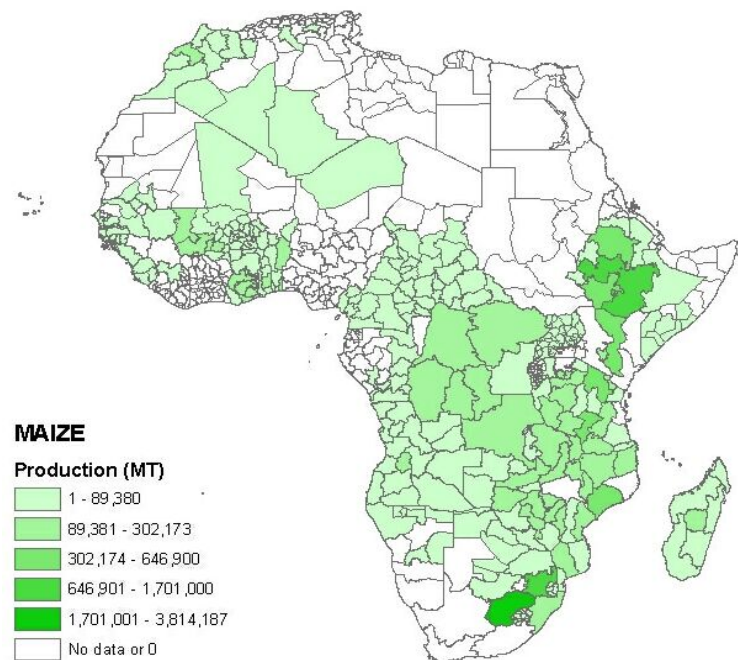 MAIZE
Production (MT)
1 - 89,380
89,381 - 302,173
302,174 - 646,900
646,901 - 1,701,000
1,701,001 - 3,814,187
No data or 0